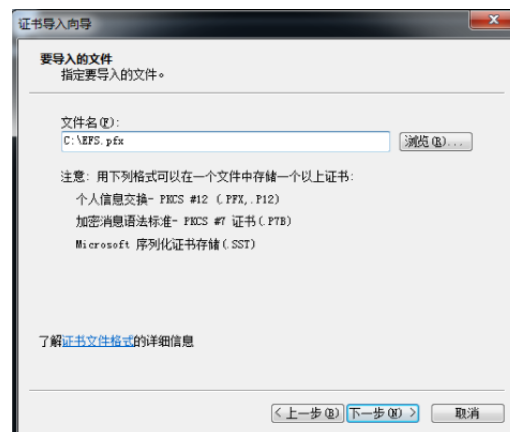 证书导入向导
要导入的文件
指定要导入的文件。
文件名(F):
C:\EFS.pfx
浏览(R)...
注意: 用下列格式可以在一个文件中存储一个以上证书:
个人信息交换- PKCS #12 (.PFX,.P12)
加密消息语法标准- PKCS #7 证书(.P7B)
Microsoft 序列化证书存储(.SST)
了解证书文件格式的详细信息
<上一步(B) 下一步(N) > 取消